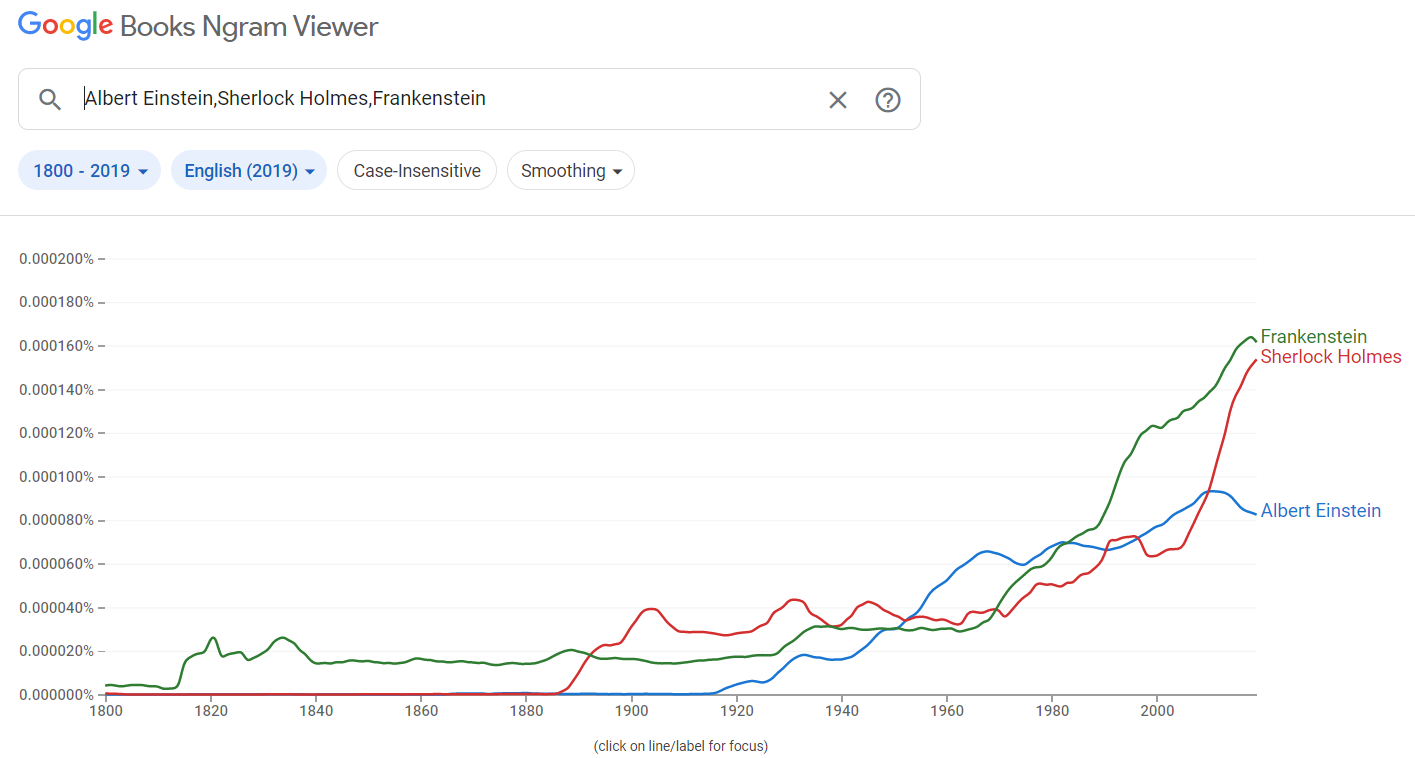 Google Books Ngram Viewer
Albert Einstein,Sherlock Holmes,Frankenstein
1800 - 2019
English (2019)
Case-Insensitive
Smoothing
0.000200%
0.000180%
0.000160%
0.000140%
0.000120%
0.000100%
0.000080%
0.000060%
0.000040%
0.000020%
0.000000%
Frankenstein
Sherlock Holmes
Albert Einstein
1800 1820 1840 1860 1880 1900 1920 1940 1960 1980 2000
(click on line/label for focus)